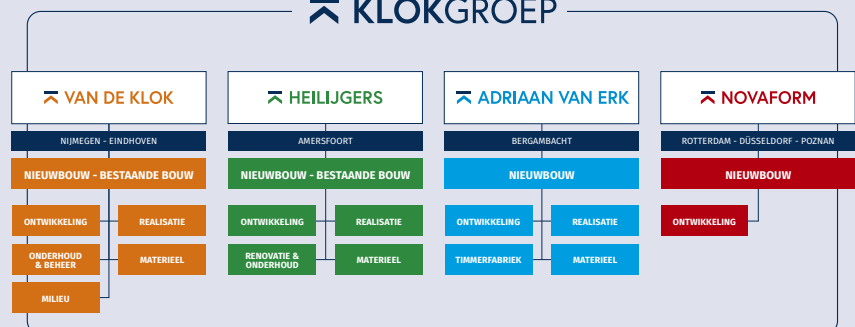 KLOKGROEP
VAN DE KLOK
NIJMEGEN - EINDHOVEN
NIEUWBOUW - BESTAANDE BOUW
ONTWIKKELING
REALISATIE
ONDERHOUD
& BEHEER
MATERIEEL
MILIEU
HEILIJGERS
AMERSFOORT
NIEUWBOUW - BESTAANDE BOUW
ONTWIKKELING
REALISATIE
RENOVATIE &
ONDERHOUD
MATERIEEL
ADRIAAN VAN ERK
BERGAMBACHT
NIEUWBOUW
ONTWIKKELING
REALISATIE
TIMMERFABRIEK
MATERIEEL
NOVAFORM
ROTTERDAM - DÜSSELDORF - POZNAN
NIEUWBOUW
ONTWIKKELING